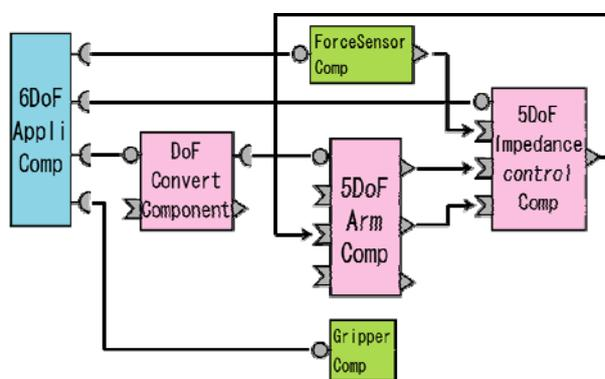 6DoF
Appli
Comp
ForceSensor
Comp
DoF
Convert
Component
5DoF
Arm
Comp
5DoF
Impedance
control
Comp
Gripper
Comp